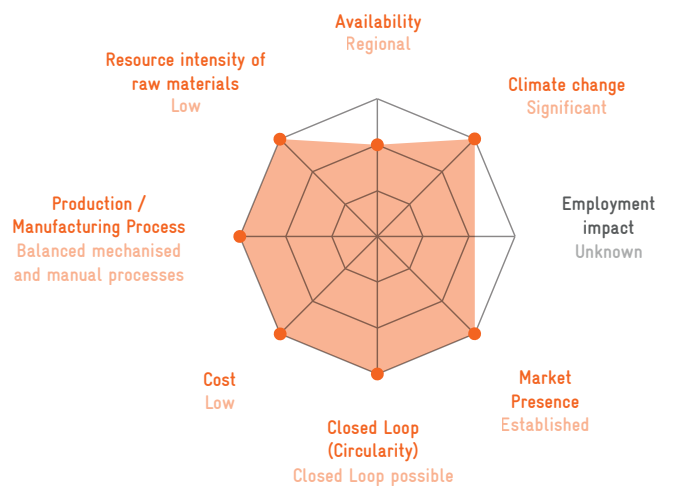 Availability
Regional
Resource intensity of
raw materials
Low
Climate change
Significant
Production /
Manufacturing Process
Balanced mechanised
and manual processes
Employment
impact
Unknown
Cost
Low
Market
Presence
Established
Closed Loop
(Circularity)
Closed Loop possible